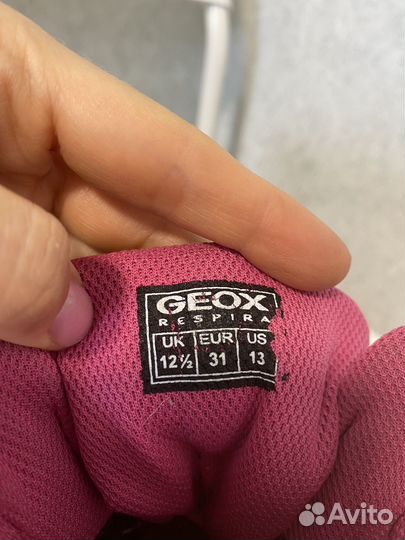 GEOX
RESPIRA
UK EUR US
12½ 31 13
Avito